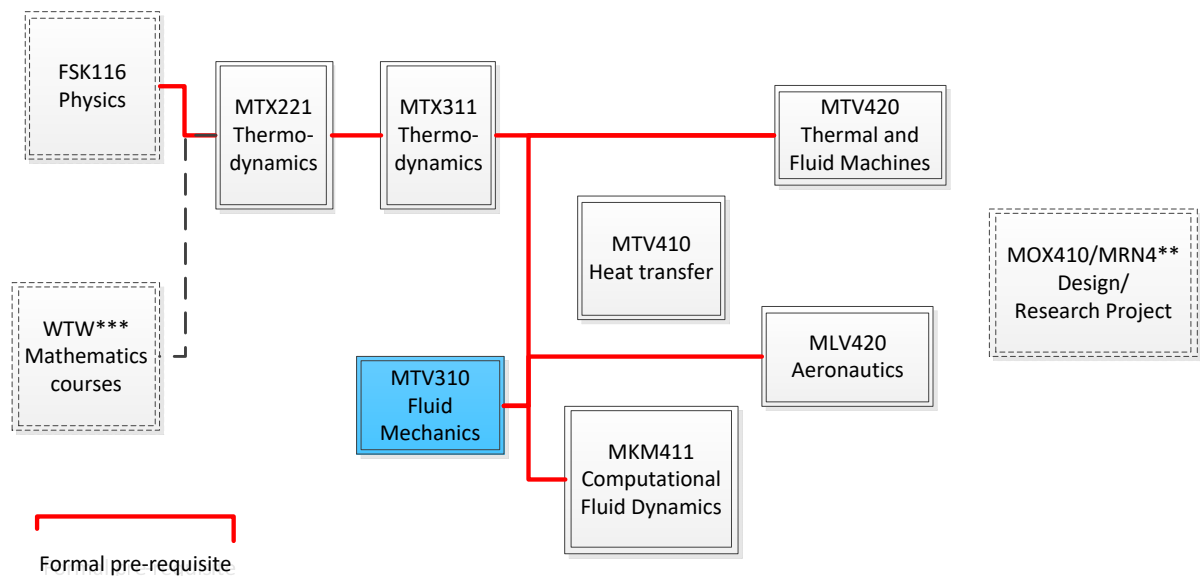 FSK116
Physics
MTX221
Thermo-
dynamics
MTX311
Thermo-
dynamics
MTV420
Thermal and
Fluid Machines
MTV410
Heat transfer
MOX410/MRN4**
Design/
Research Project
WTW***
Mathematics
courses
MTV310
Fluid
Mechanics
MLV420
Aeronautics
MKM411
Computational
Fluid Dynamics
Formal pre-requisite